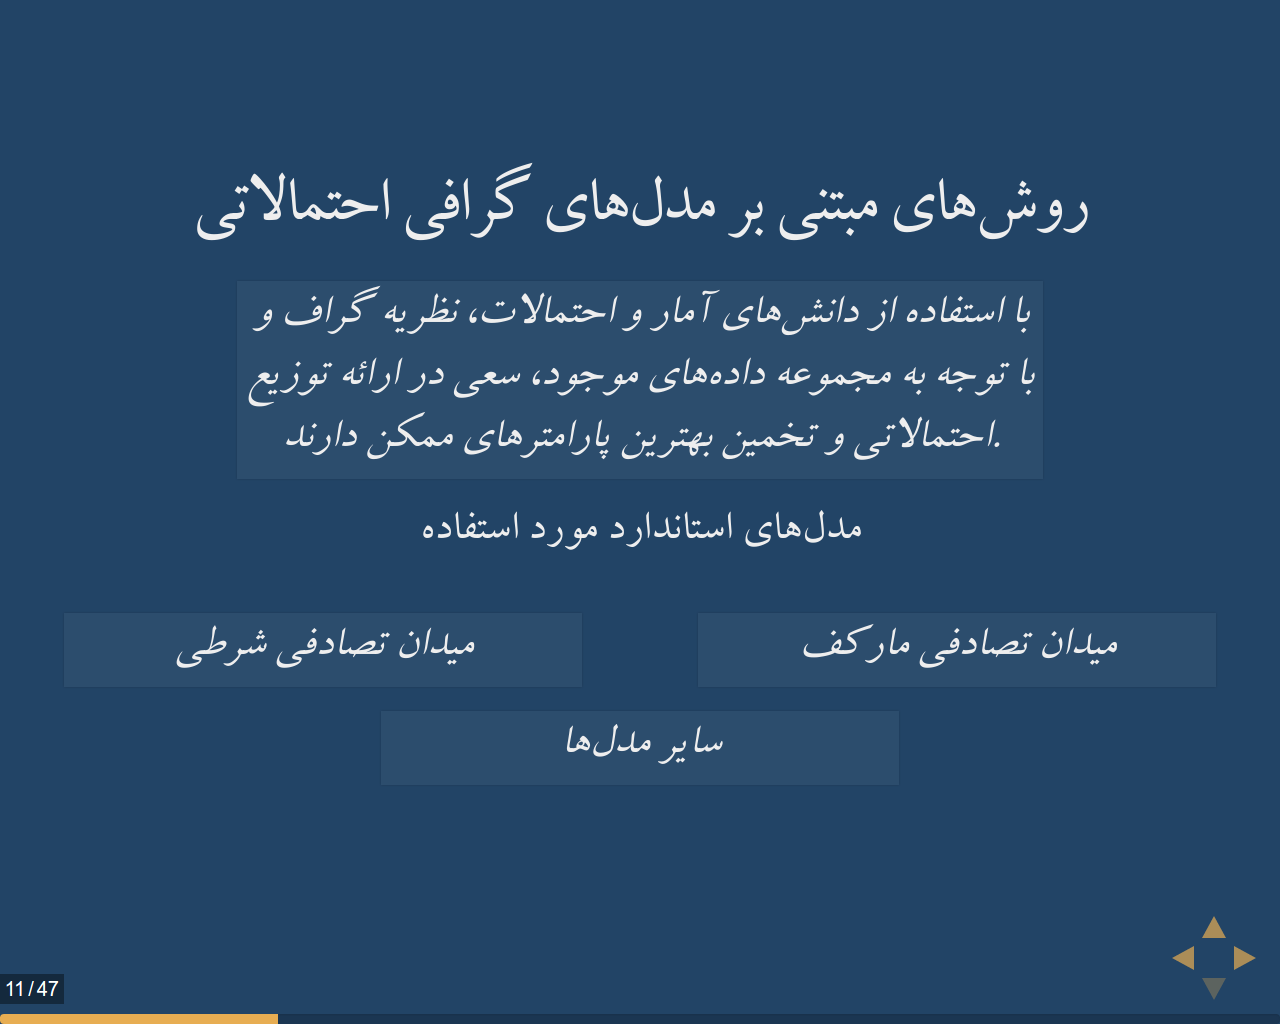 روش‌های مبتنی بر مدل‌های گرافی احتمالاتی
با استفاده از دانش‌های آمار و احتمالات، نظریه گراف و
با توجه به مجموعه داده‌های موجود، سعی در ارائه توزیع
.احتمالاتی و تخمین بهترین پارامترهای ممکن دارند
مدل‌های استاندارد مورد استفاده
میدان تصادفی مارکف
میدان تصادفی شرطی
سایر مدل‌ها
11 / 47